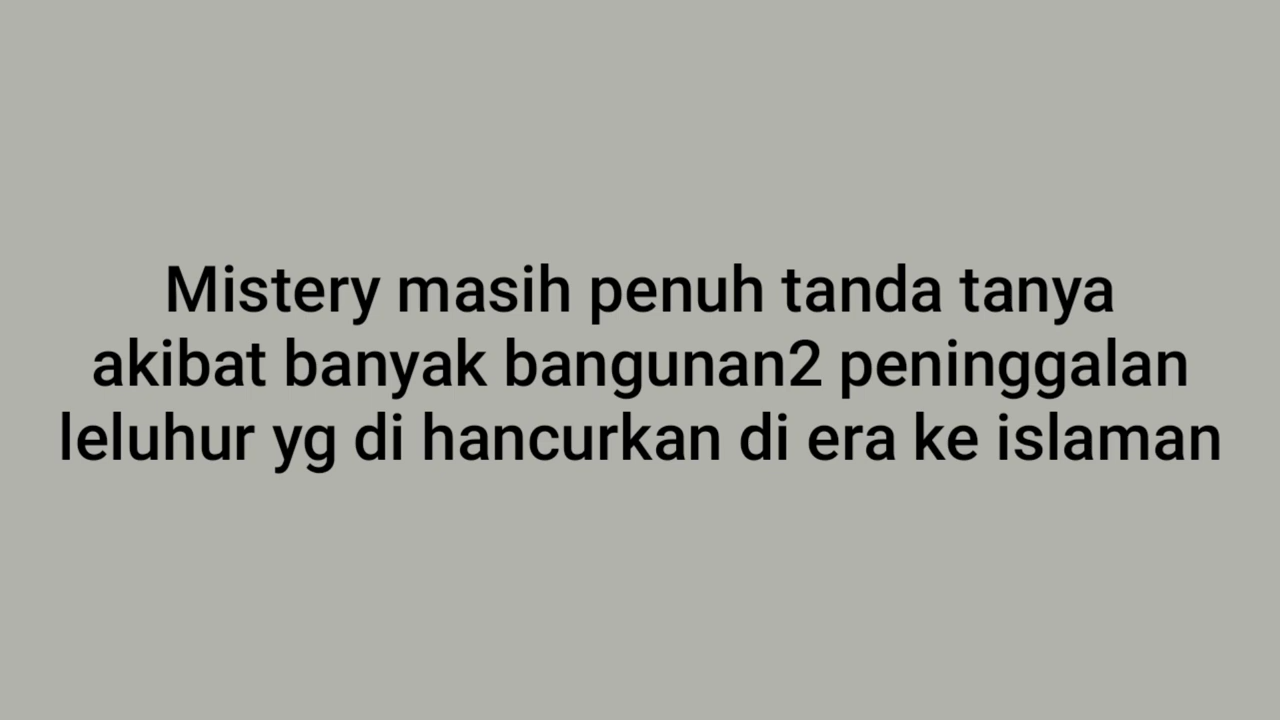 Mistery masih penuh tanda tanya
akibat banyak bangunan2 peninggalan
leluhur yg di hancurkan di era ke islaman